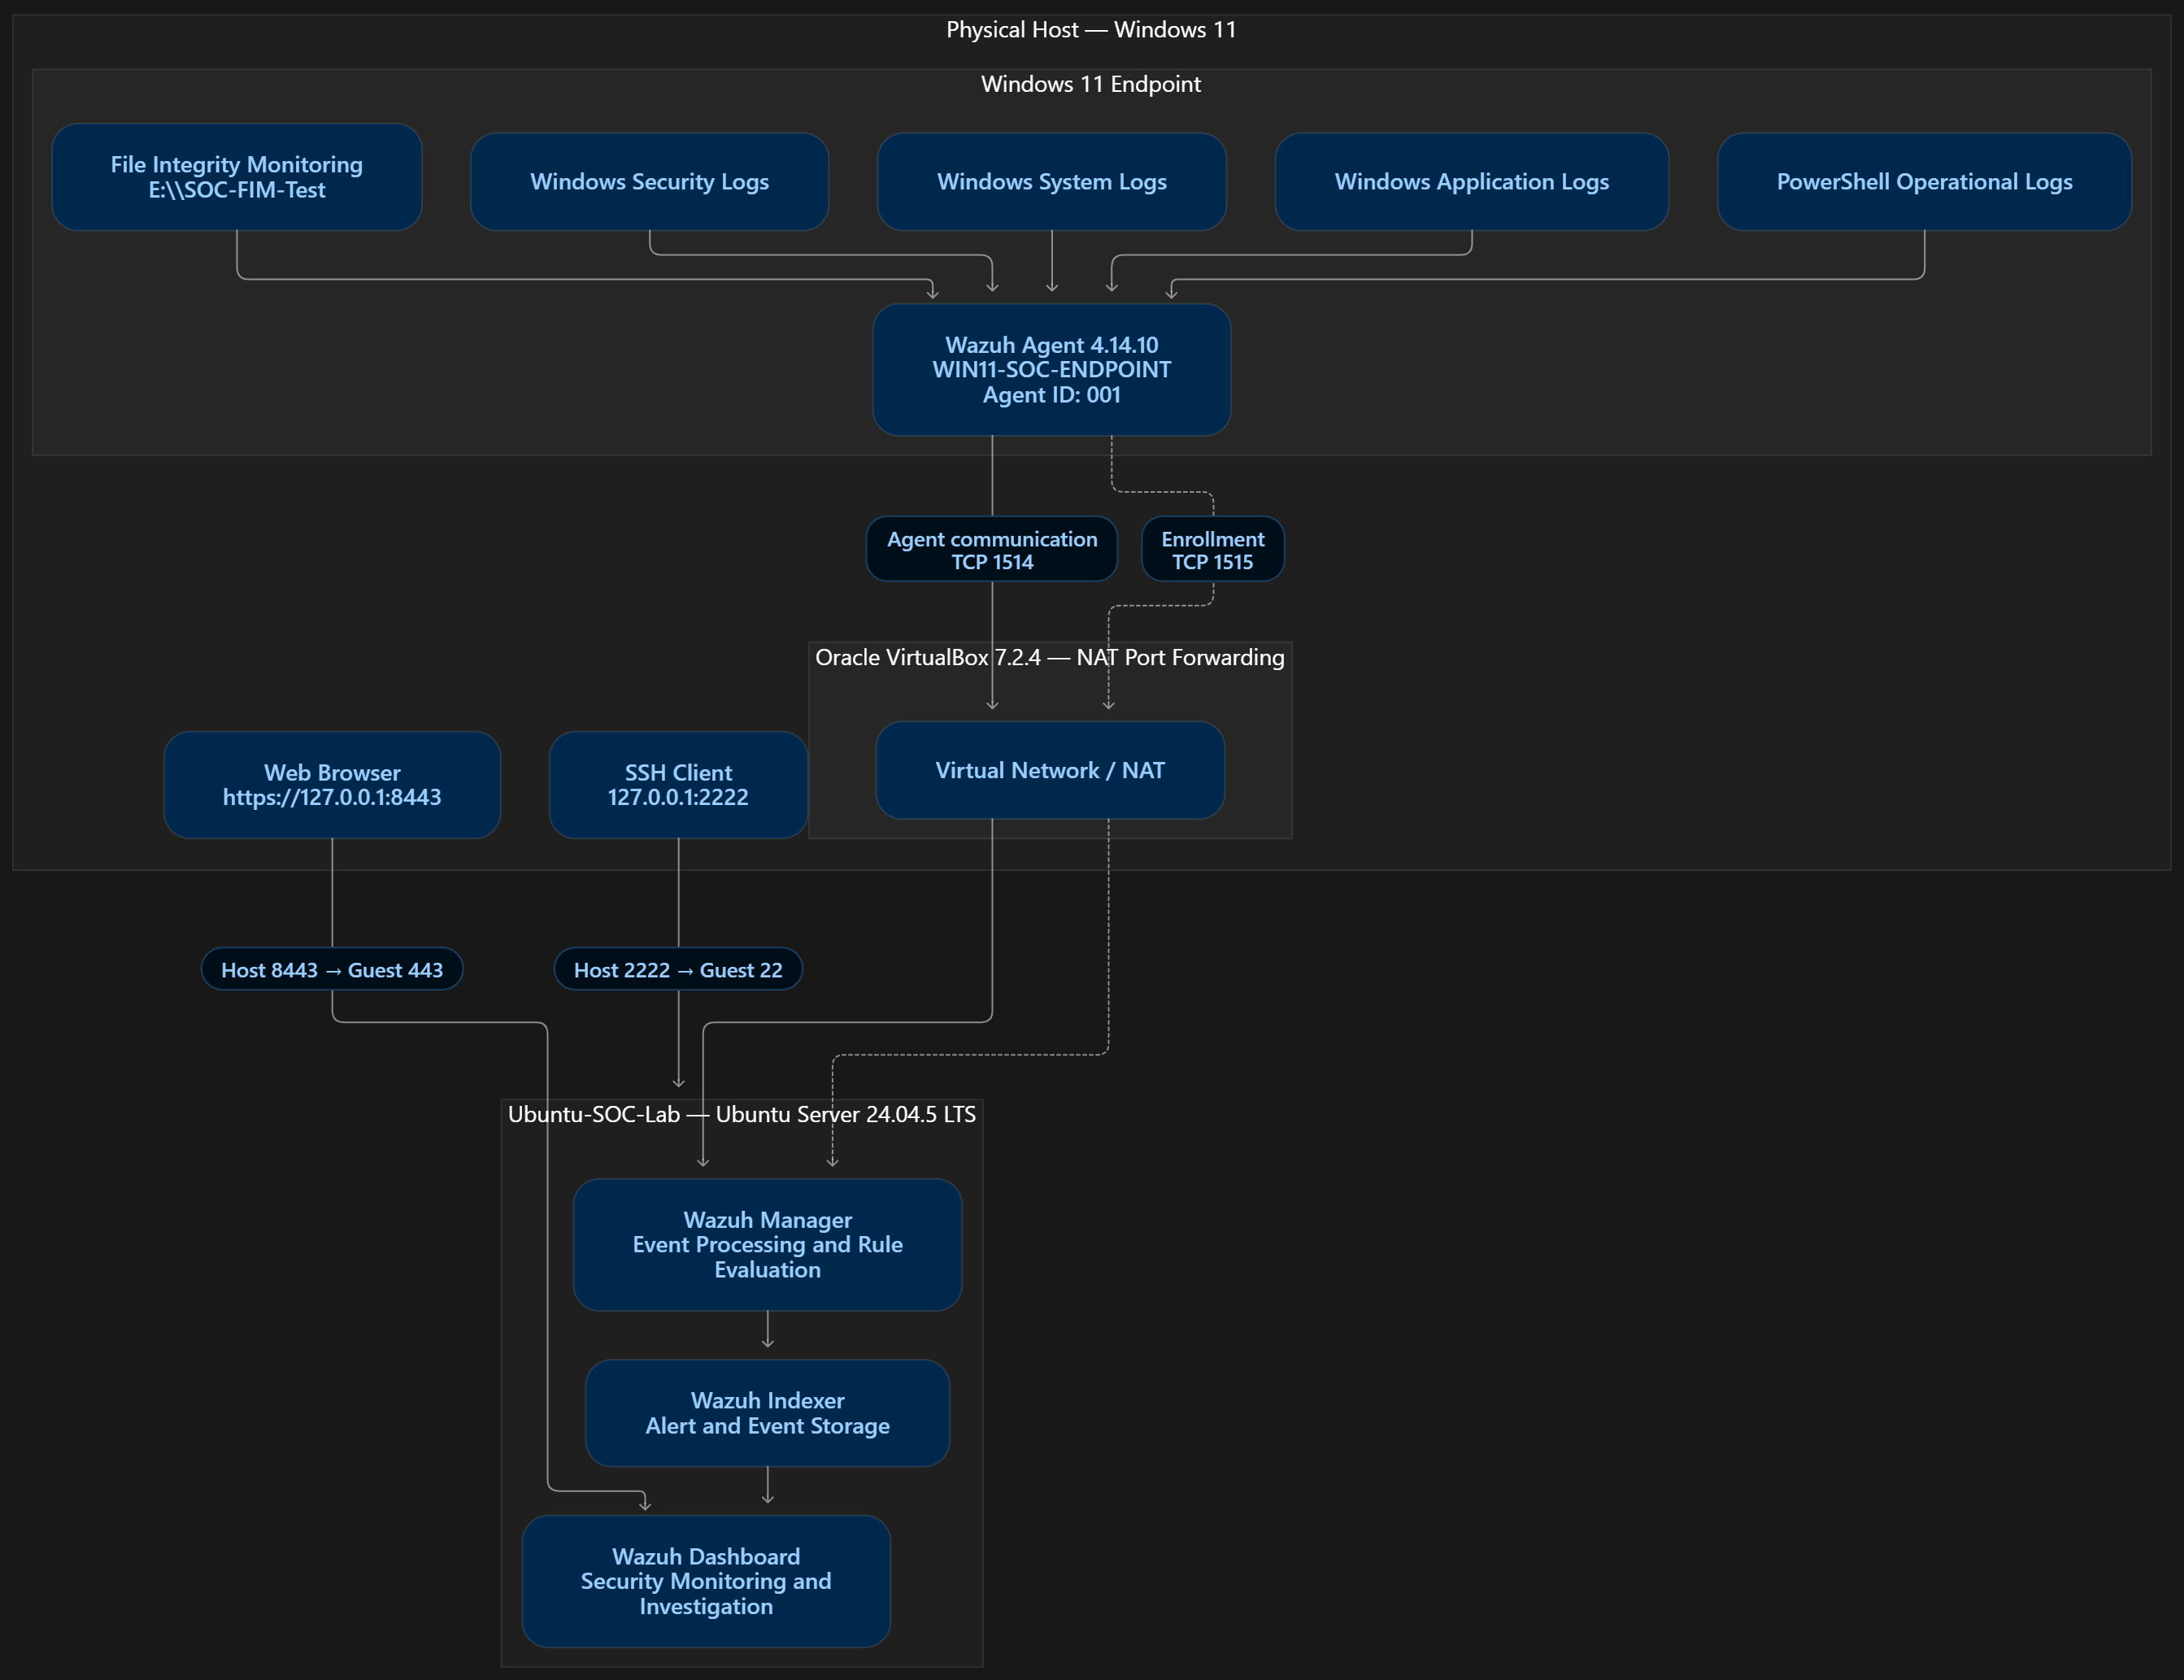 Physical Host — Windows 11
Windows 11 Endpoint
File Integrity Monitoring
E:\\SOC-FIM-Test
Windows Security Logs
Windows System Logs
Windows Application Logs
PowerShell Operational Logs
Wazuh Agent 4.14.10
WIN11-SOC-ENDPOINT
Agent ID: 001
Agent communication
TCP 1514
Enrollment
TCP 1515
Oracle VirtualBox 7.2.4 — NAT Port Forwarding
Web Browser
https://127.0.0.1:8443
SSH Client
127.0.0.1:2222
Virtual Network / NAT
Host 8443 → Guest 443
Host 2222 → Guest 22
Ubuntu-SOC-Lab — Ubuntu Server 24.04.5 LTS
Wazuh Manager
Event Processing and Rule
Evaluation
Wazuh Indexer
Alert and Event Storage
Wazuh Dashboard
Security Monitoring and
Investigation